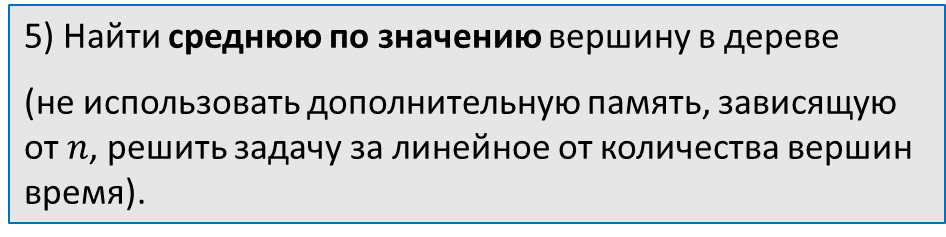 5) Найти среднюю по значению вершину в дереве
(не использовать дополнительную память, зависящую
от n, решить задачу за линейное от количества вершин
время).